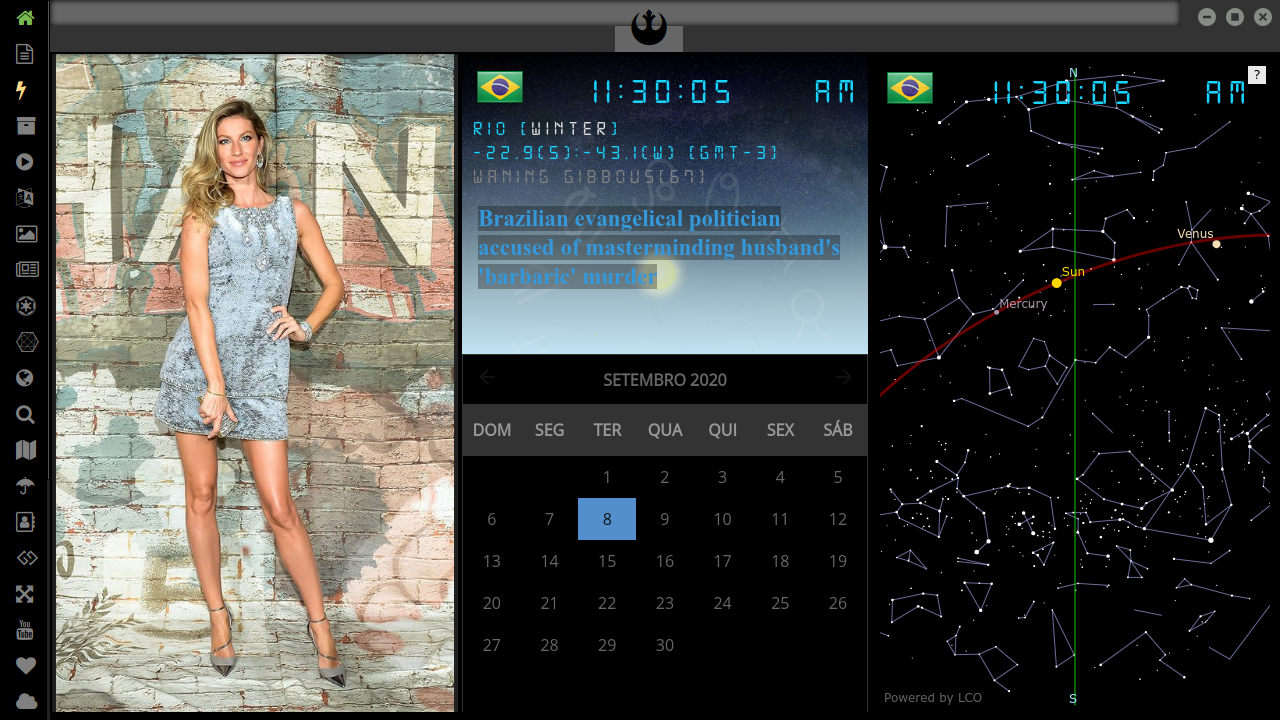 HAN
11:30:05 AM
RIO [WINTER]
-22.9(S):-43.1(W) [GMT-3]
WANING GIBBOUS[67]
Brazilian evangelical politician
accused of masterminding husband's
'barbaric' murder
SETEMBRO 2020
DOM SEG TER QUA QUI SEX SÁB
1 2 3 4 5
6 7 8 9 10 11 12
13 14 15 16 17 18 19
20 21 22 23 24 25 26
27 28 29 30
N
?
11:30:05 AM
Venus
Sun
Mercury
Powered by LCO
S
You
Tube